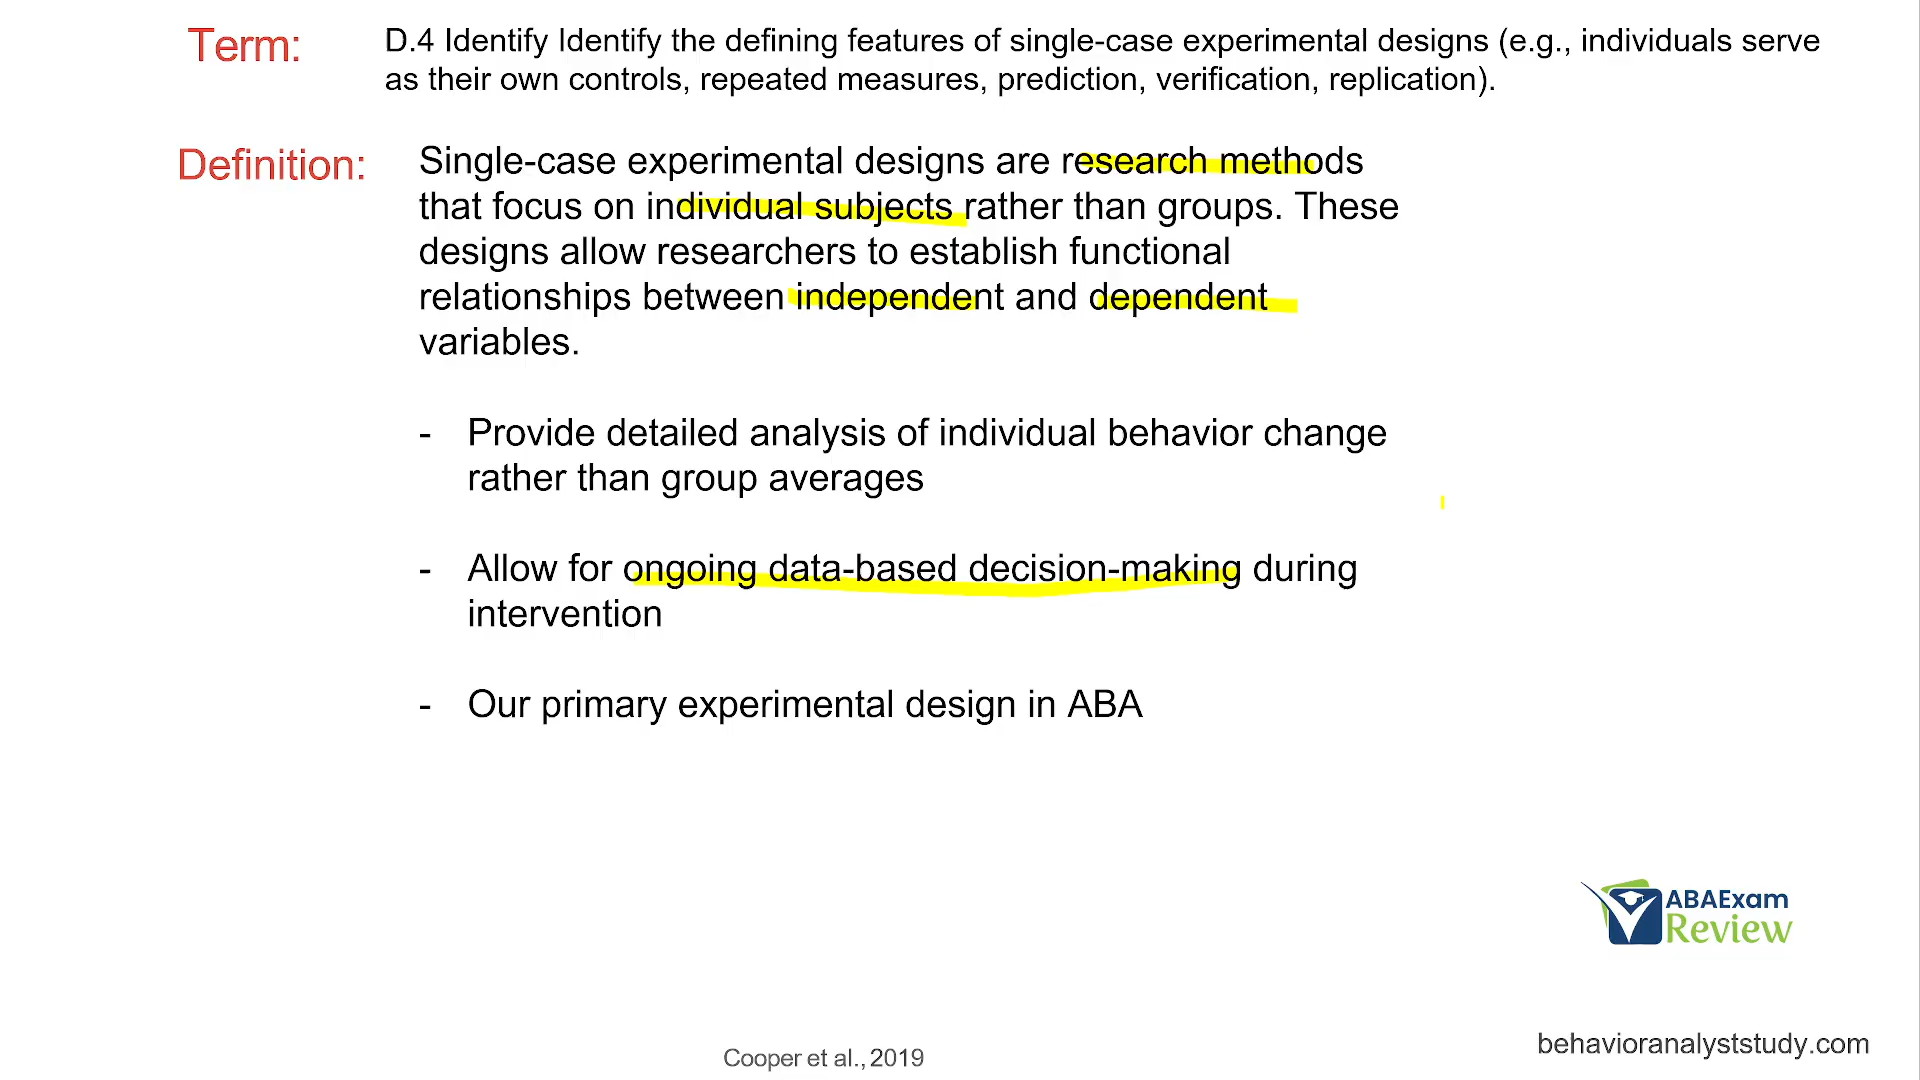 Term:
D.4 Identify Identify the defining features of single-case experimental designs (e.g., individuals serve
as their own controls, repeated measures, prediction, verification, replication).
Definition:
Single-case experimental designs are research methods
that focus on individual subjects rather than groups. These
designs allow researchers to establish functional
relationships between independent and dependent
variables.
- Provide detailed analysis of individual behavior change
rather than group averages
- Allow for ongoing data-based decision-making during
intervention
- Our primary experimental design in ABA
ABAExam
Review
behavioranalyststudy.com
Cooper et al., 2019